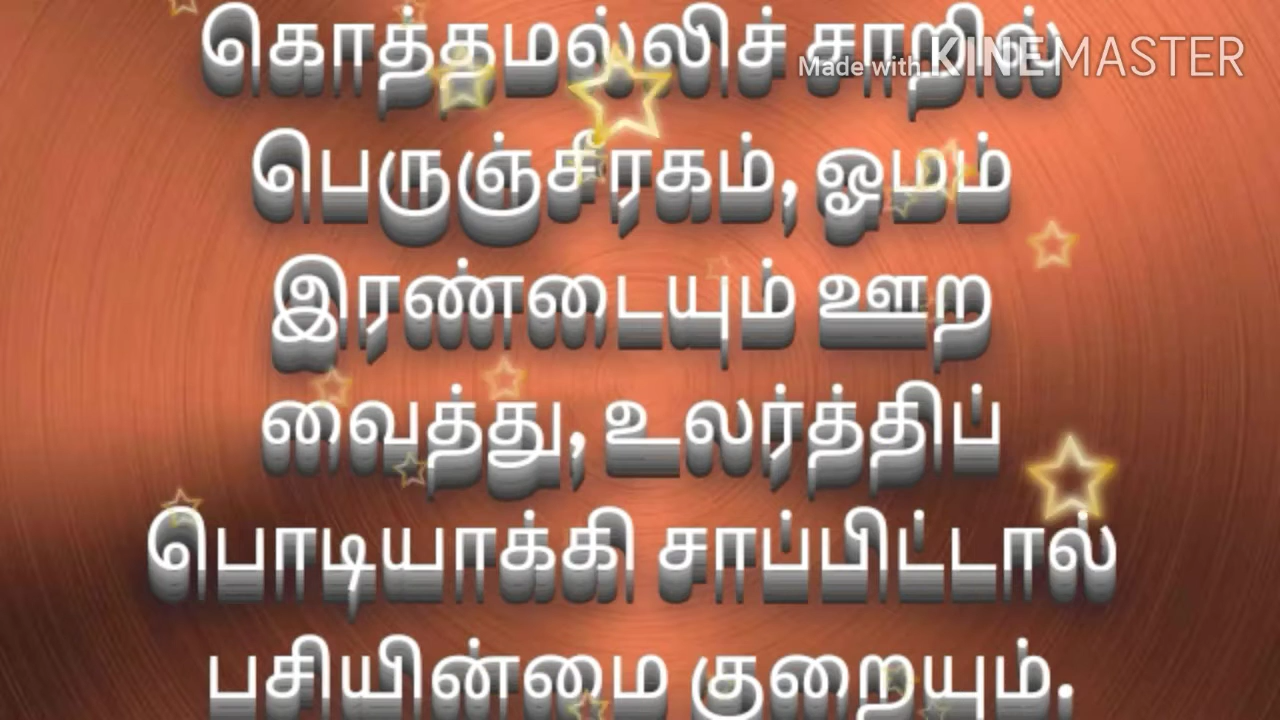 கொத்தமல்லிச் சாறில்
Made with KINEMASTER
பெருஞ்சீரகம், ஓமம்
இரண்டையும் ஊற
வைத்து, உலர்த்திப்
பொடியாக்கி சாப்பிட்டால்
பசியின்மை குறையும்.